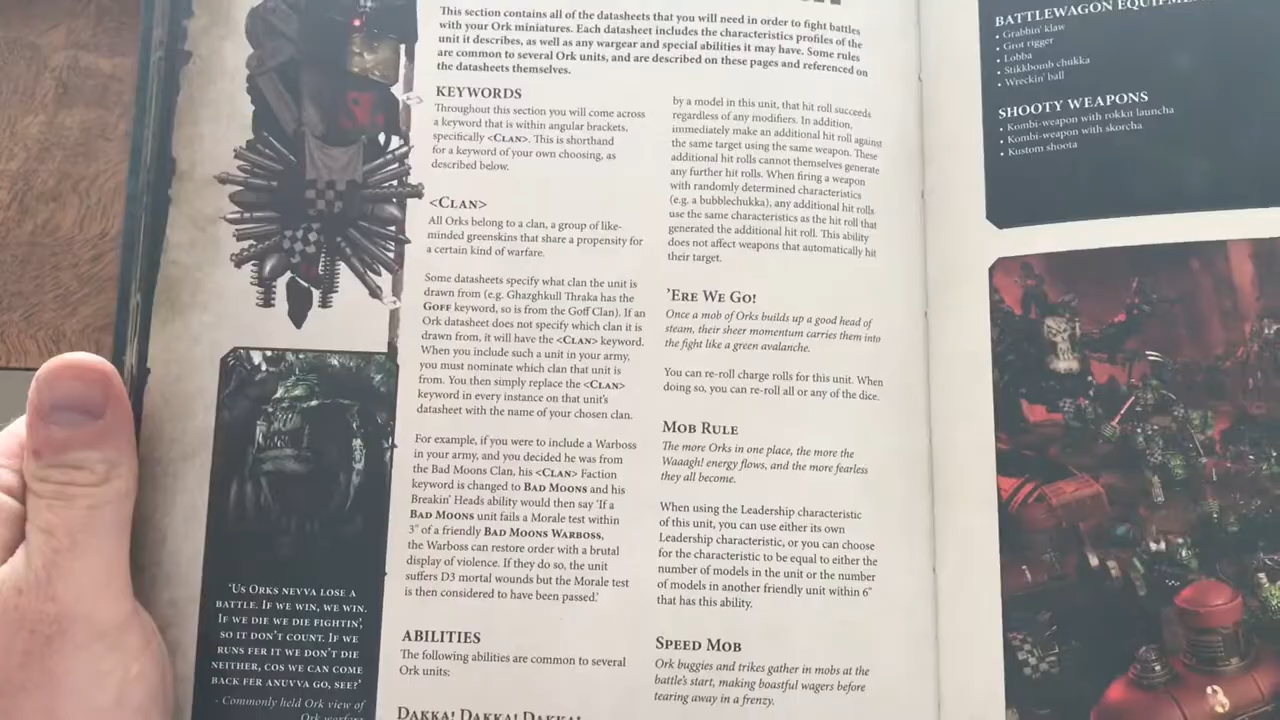 This section contains all of the datasheets that you will need in order to fight battles
with your Ork miniatures. Each datasheet includes the characteristics profiles of the
unit it describes, as well as any wargear and special abilities it may have. Some rules
are common to several Ork units, and are described on these pages and referenced on
the datasheets themselves.
KEYWORDS
Throughout this section you will come across
a keyword that is within angular brackets,
specifically <CLAN>. This is shorthand
for a keyword of your own choosing, as
described below.
<CLAN>
All Orks belong to a clan, a group of like-
minded greenskins that share a propensity for
a certain kind of warfare.
Some datasheets specify what clan the unit is
drawn from (e.g. Ghazghkull Thraka has the
GOFF keyword, so is from the Goff Clan). If an
Ork datasheet does not specify which clan it is
drawn from, it will have the <CLAN> keyword.
When you include such a unit in your army,
you must nominate which clan that unit is
from. You then simply replace the <CLAN>
keyword in every instance on that unit's
datasheet with the name of your chosen clan.
For example, if you were to include a Warboss
in your army, and you decided he was from
the Bad Moons Clan, his <CLAN> Faction
keyword is changed to BAD MOONS and his
Breakin' Heads ability would then say 'If a
BAD MOONS unit fails a Morale test within
3" of a friendly BAD MOONS WARBOSS,
the Warboss can restore order with a brutal
display of violence. If they do so, the unit
suffers D3 mortal wounds but the Morale test
is then considered to have been passed.'
ABILITIES
The following abilities are common to several
Ork units:
DAKKA! DAKKA! DAKKA!
by a model in this unit, that hit roll succeeds
regardless of any modifiers. In addition,
immediately make an additional hit roll against
the same target using the same weapon. These
additional hit rolls cannot themselves generate
any further hit rolls. When firing a weapon
with randomly determined characteristics
(e.g. a bubblechukka), any additional hit rolls
use the same characteristics as the hit roll that
generated the additional hit roll. This ability
does not affect weapons that automatically hit
their target.
'ERE WE GO!
Once a mob of Orks builds up a good head of
steam, their sheer momentum carries them into
the fight like a green avalanche.
You can re-roll charge rolls for this unit. When
doing so, you can re-roll all or any of the dice.
MOB RULE
The more Orks in one place, the more the
Waaagh! energy flows, and the more fearless
they all become.
When using the Leadership characteristic
of this unit, you can use either its own
Leadership characteristic, or you can choose
for the characteristic to be equal to either the
number of models in the unit or the number
of models in another friendly unit within 6"
that has this ability.
SPEED MOB
Ork buggies and trikes gather in mobs at the
battle's start, making boastful wagers before
tearing away in a frenzy.
'US ORKS NEVVA LOSE A
BATTLE. IF WE WIN, WE WIN.
IF WE DIE WE DIE FIGHTIN',
SO IT DON'T COUNT. IF WE
RUNS FER IT WE DON'T DIE
NEITHER, COS WE CAN COME
BACK FER ANUVVA GO, SEE?'
- Commonly held Ork view of
Ork warfare
BATTLEWAGON EQUIPMENT
• Grabbin' klaw
• Grot rigger
• Lobba
• Stikkbomb chukka
• Wreckin' ball
SHOOTY WEAPONS
• Kombi-weapon with rokkit launcha
• Kombi-weapon with skorcha
• Kustom shoota